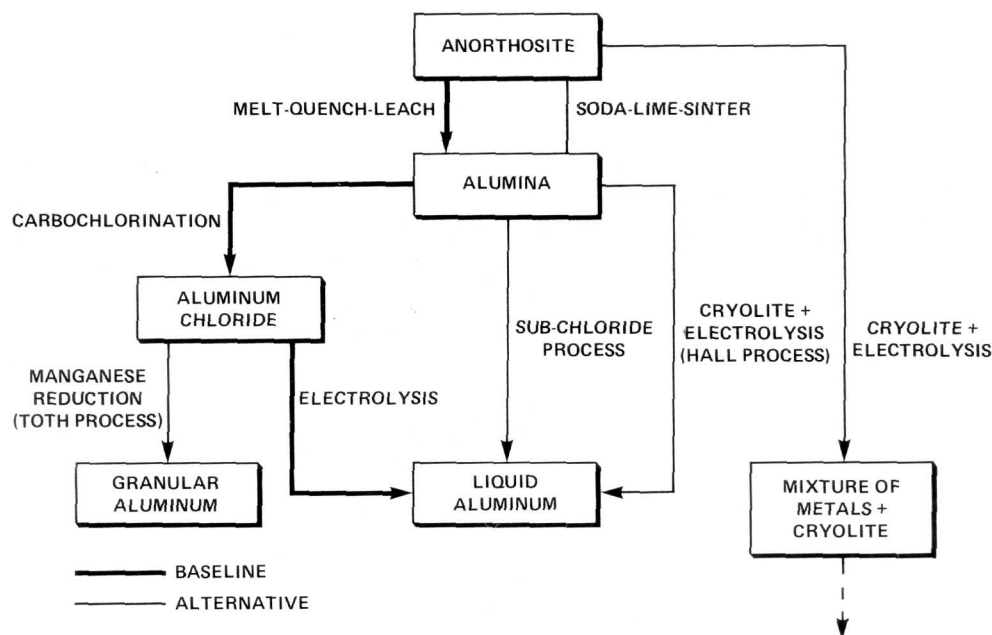 ANORTHOSITE
MELT-QUENCH-LEACH
SODA-LIME-SINTER
ALUMINA
CARBOCHLORINATION
ALUMINUM
CHLORIDE
SUB-CHLORIDE
PROCESS
CRYOLITE +
ELECTROLYSIS
(HALL PROCESS)
CRYOLITE +
ELECTROLYSIS
MANGANESE
REDUCTION
(TOTH PROCESS)
ELECTROLYSIS
GRANULAR
ALUMINUM
LIQUID
ALUMINUM
MIXTURE OF
METALS +
CRYOLITE
BASELINE
ALTERNATIVE